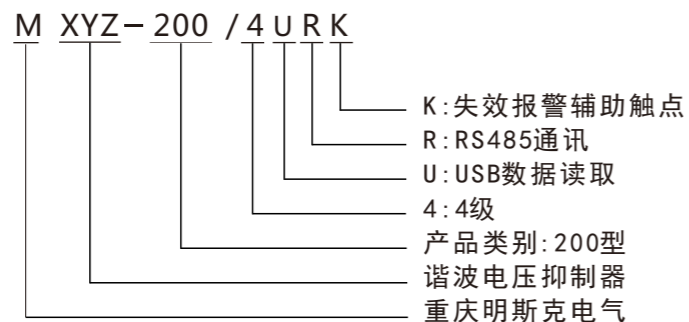 M XYZ-200/4URK
K:失效报警辅助触点
R:RS485通讯
U:USB数据读取
4:4级
产品类别:200型
谐波电压抑制器
重庆明斯克电气